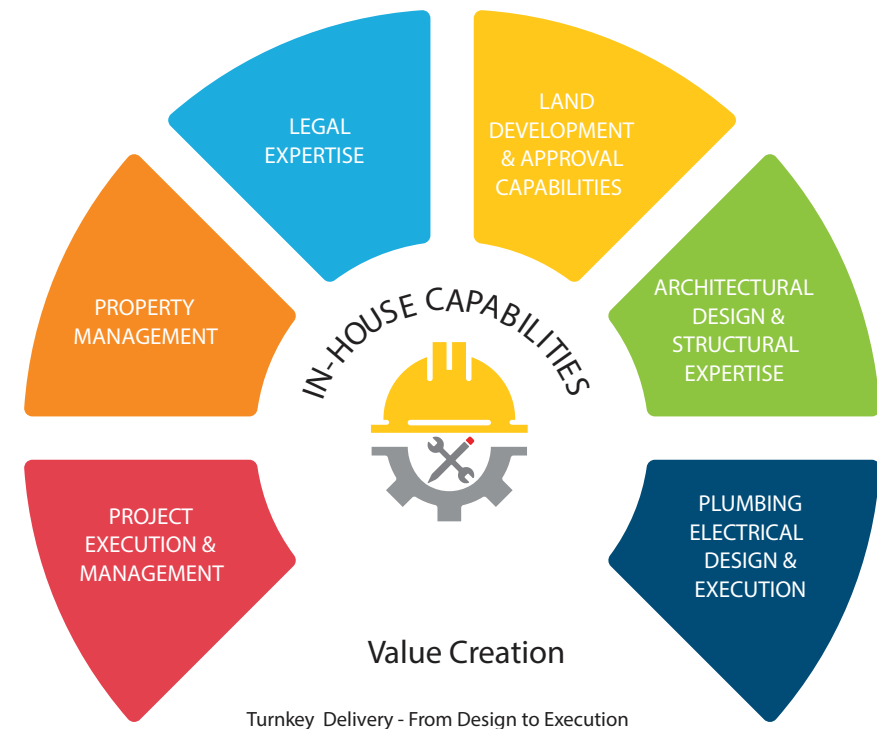 LEGAL
EXPERTISE
LAND
DEVELOPMENT
& APPROVAL
CAPABILITIES
PROPERTY
MANAGEMENT
ARCHITECTURAL
DESIGN &
STRUCTURAL
EXPERTISE
IN-HOUSE CAPABILITIES
PROJECT
EXECUTION &
MANAGEMENT
PLUMBING
ELECTRICAL
DESIGN &
EXECUTION
Value Creation
Turnkey Delivery - From Design to Execution